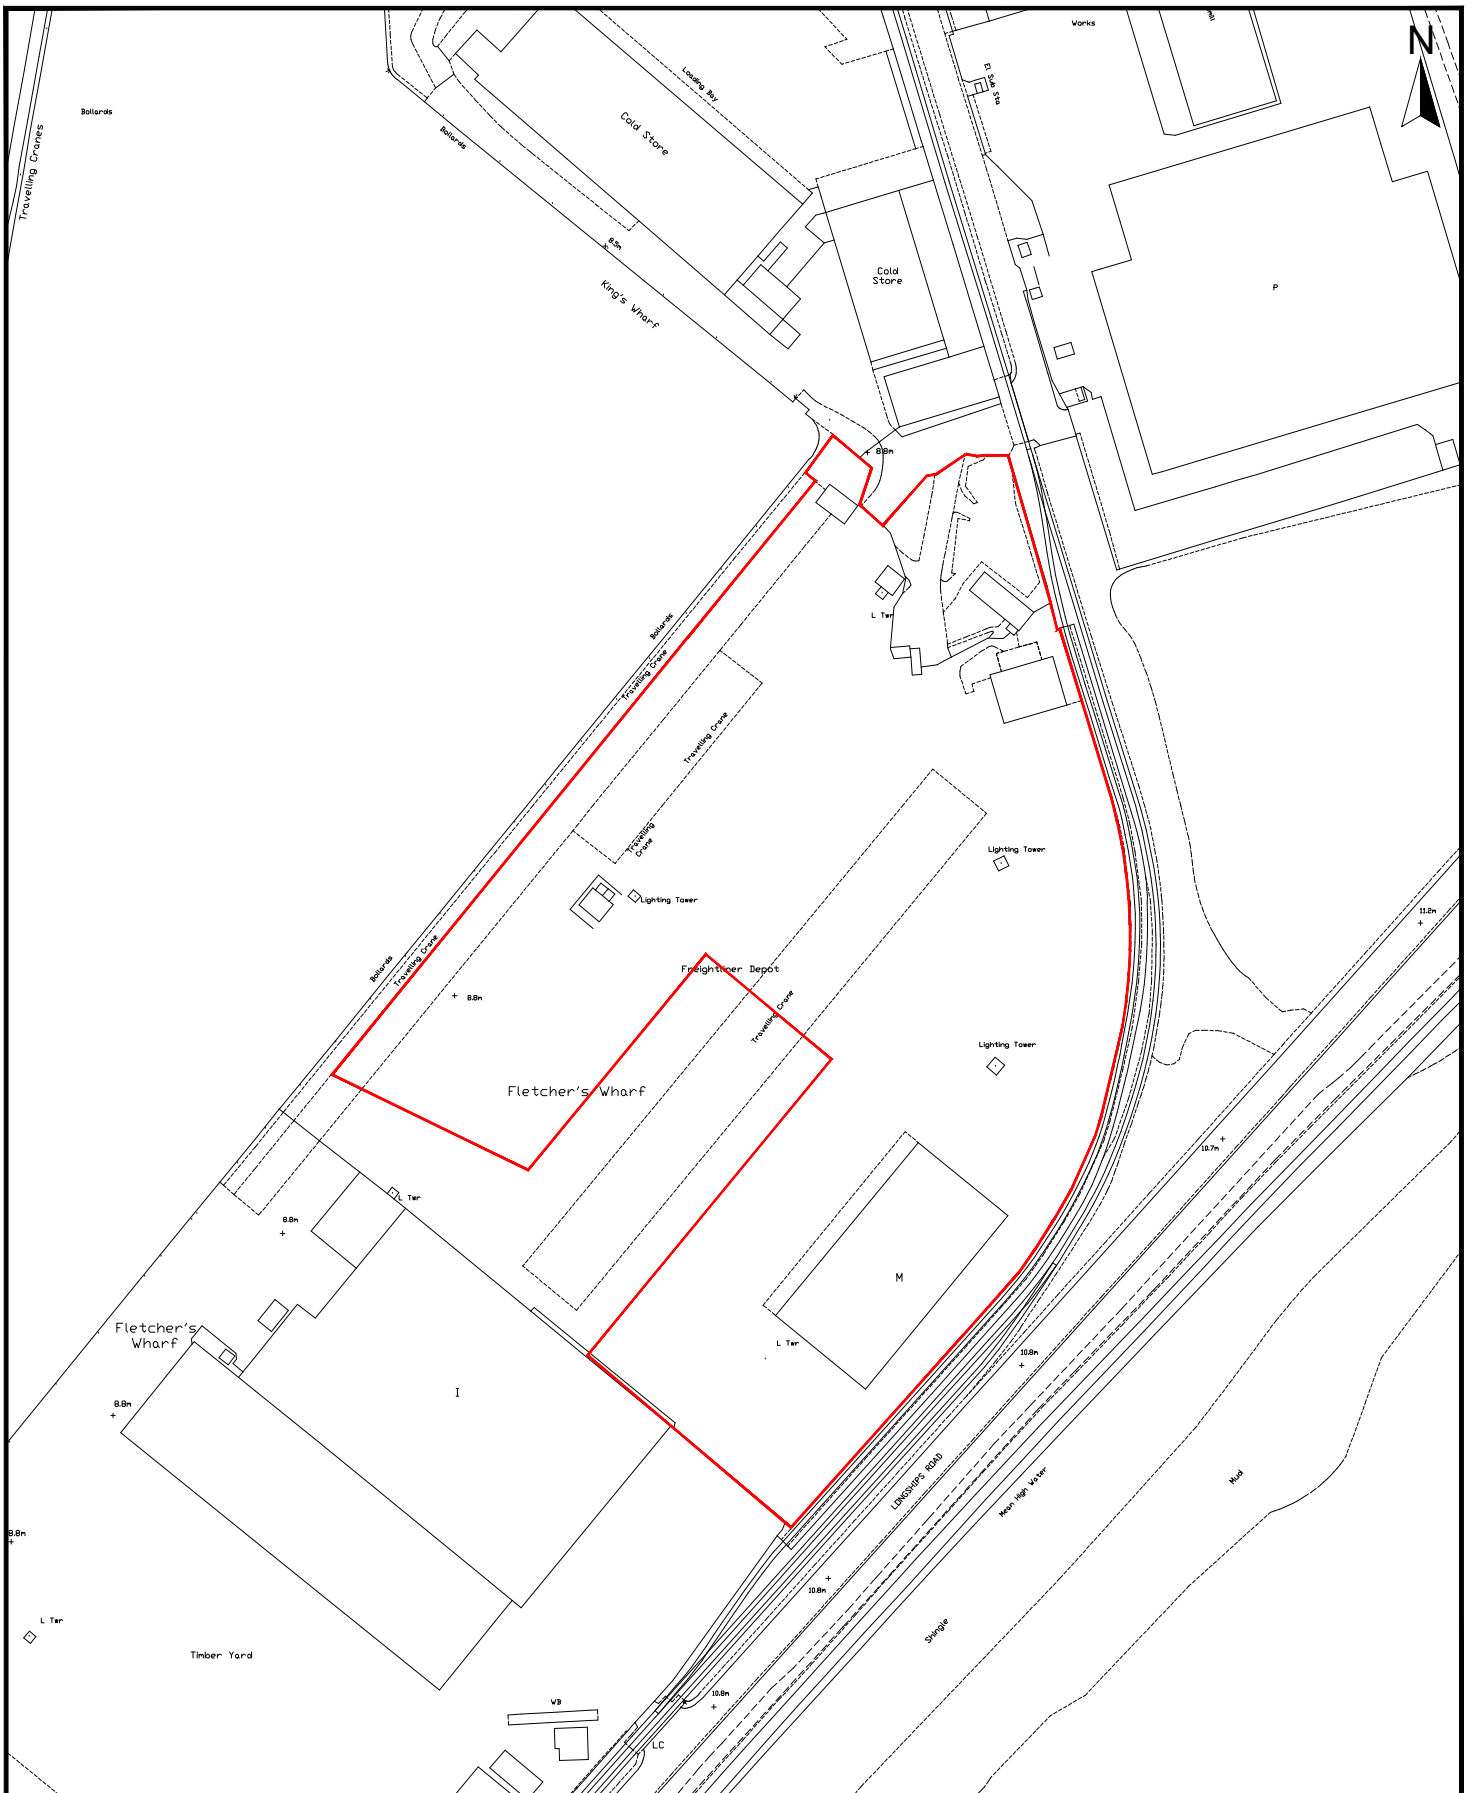 Works
N
mill
El Sub Sta
Loading Bay
Bollards
Travelling Cranes
Bollards
Cold Store
8.5m
King's Wharf
Cold
Store
P
8.8m
L Twr
Bollards
Travelling Crane
Travelling Crane
Travelling
Crane
Lighting Tower
Lighting Tower
11.2m
Bollards
Travelling Crane
Freightliner Depot
8.8m
Travelling Crane
Lighting Tower
Fletcher's Wharf
10.7m
L Twr
8.8m
M
Fletcher's
Wharf
L Twr
10.8m
I
8.8m
LONGSHIPS ROAD
Mean High Water
Mud
8.8m
10.8m
L Twr
Shingle
Timber Yard
10.8m
WB
LC